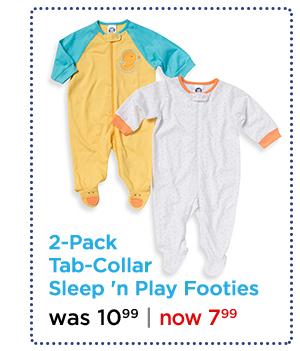 2-Pack
Tab-Collar
Sleep 'n Play Footies
was 10⁹⁹ | now 7⁹⁹